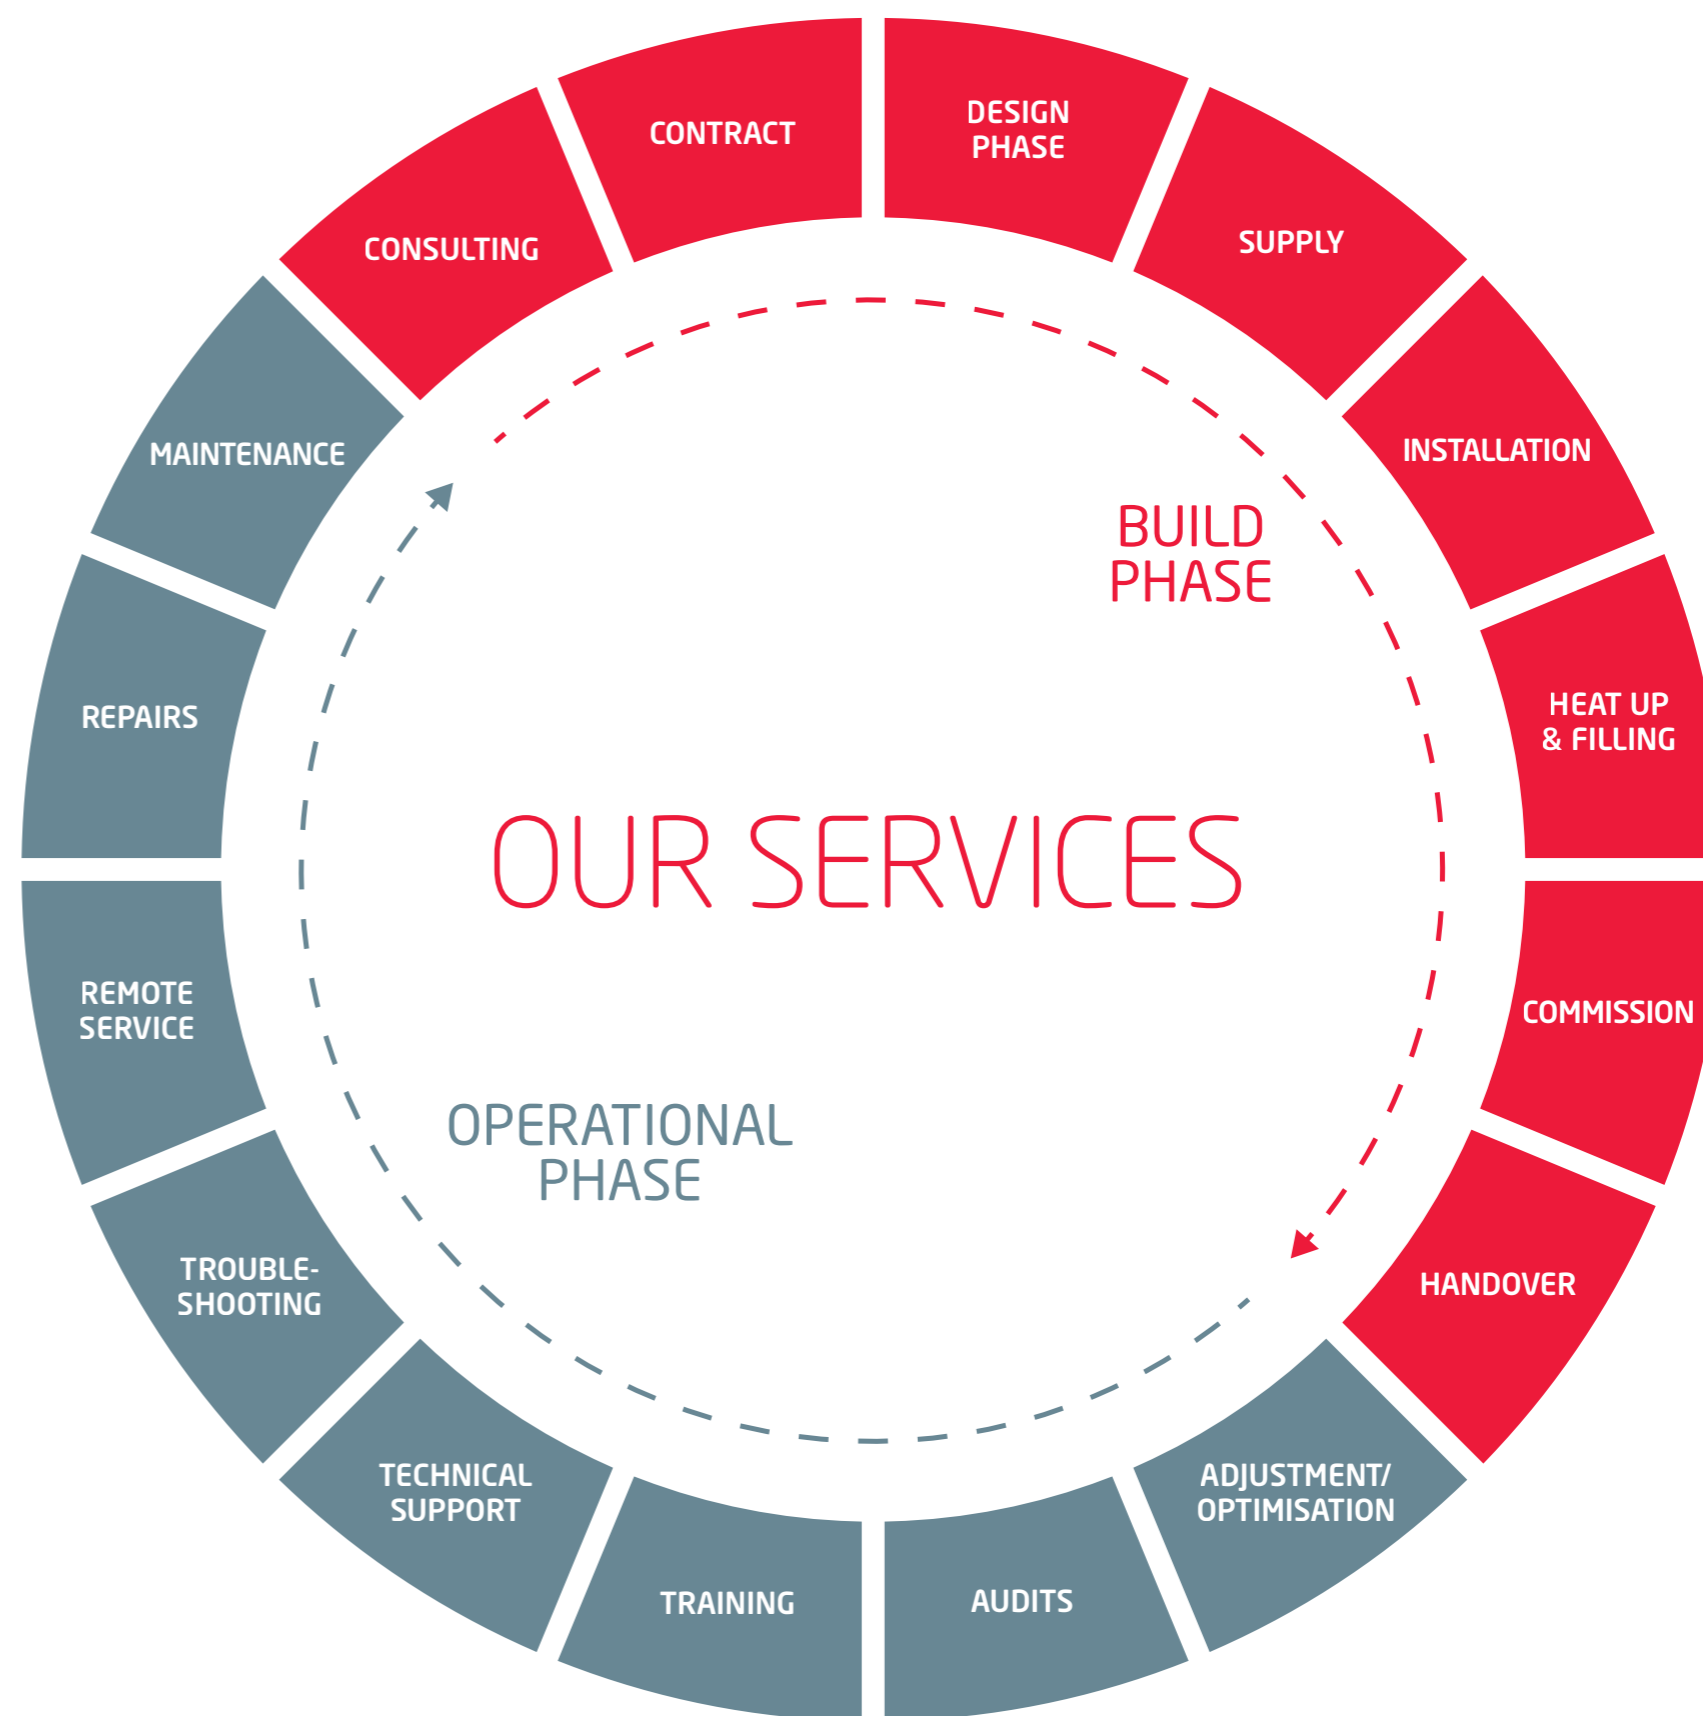 CONTRACT
DESIGN
PHASE
SUPPLY
INSTALLATION
HEAT UP
& FILLING
COMMISSION
HANDOVER
ADJUSTMENT/
OPTIMISATION
AUDITS
TRAINING
TECHNICAL
SUPPORT
TROUBLE-
SHOOTING
REMOTE
SERVICE
REPAIRS
MAINTENANCE
CONSULTING
BUILD
PHASE
OUR SERVICES
OPERATIONAL
PHASE